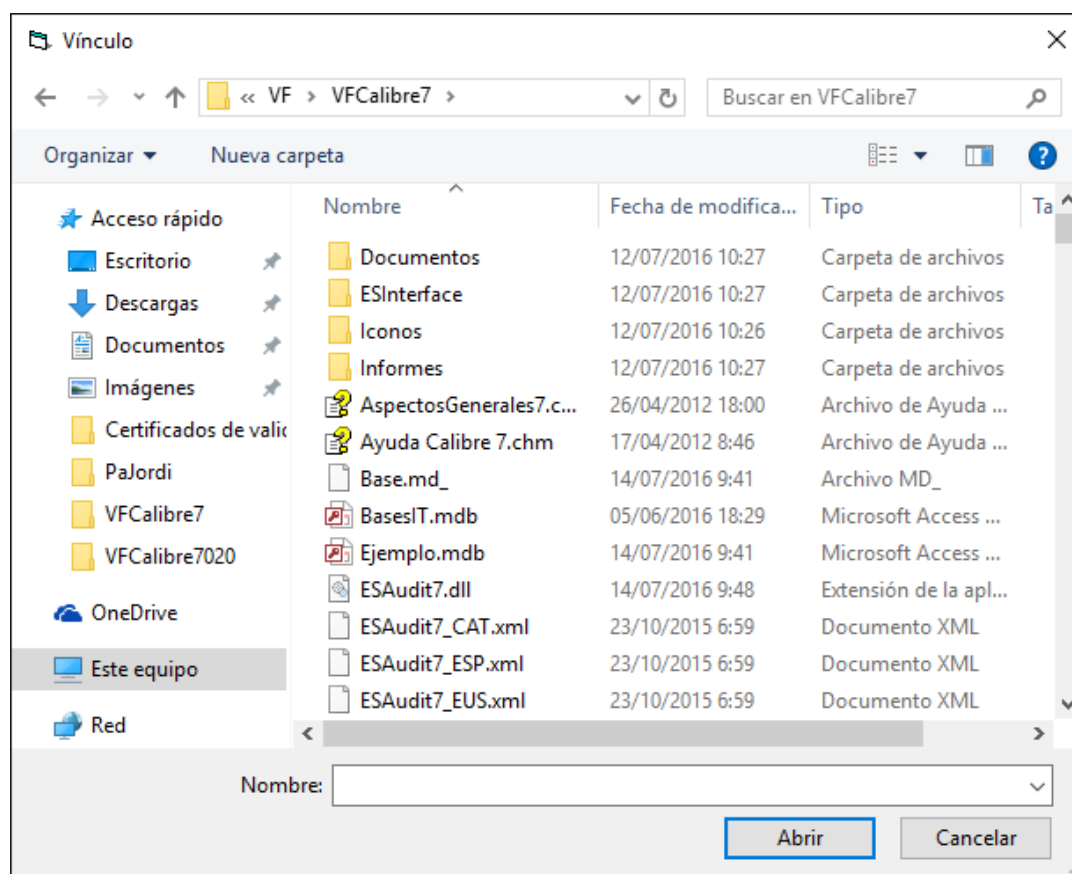 Vínculo
« VF > VFCalibre7 >
Buscar en VFCalibre7
Organizar
Nueva carpeta
Acceso rápido
Escritorio
Descargas
Documentos
Imágenes
Certificados de valic
PaJordi
VFCalibre7
VFCalibre7020
OneDrive
Este equipo
Red
Nombre Fecha de modifica... Tipo Ta
Documentos 12/07/2016 10:27 Carpeta de archivos
ESInterface 12/07/2016 10:27 Carpeta de archivos
Iconos 12/07/2016 10:26 Carpeta de archivos
Informes 12/07/2016 10:27 Carpeta de archivos
AspectosGenerales7.c... 26/04/2012 18:00 Archivo de Ayuda ...
Ayuda Calibre 7.chm 17/04/2012 8:46 Archivo de Ayuda ...
Base.md_ 14/07/2016 9:41 Archivo MD_
BasesIT.mdb 05/06/2016 18:29 Microsoft Access ...
Ejemplo.mdb 14/07/2016 9:41 Microsoft Access ...
ESAudit7.dll 14/07/2016 9:48 Extensión de la apl...
ESAudit7_CAT.xml 23/10/2015 6:59 Documento XML
ESAudit7_ESP.xml 23/10/2015 6:59 Documento XML
ESAudit7_EUS.xml 23/10/2015 6:59 Documento XML
Nombre:
Abrir
Cancelar